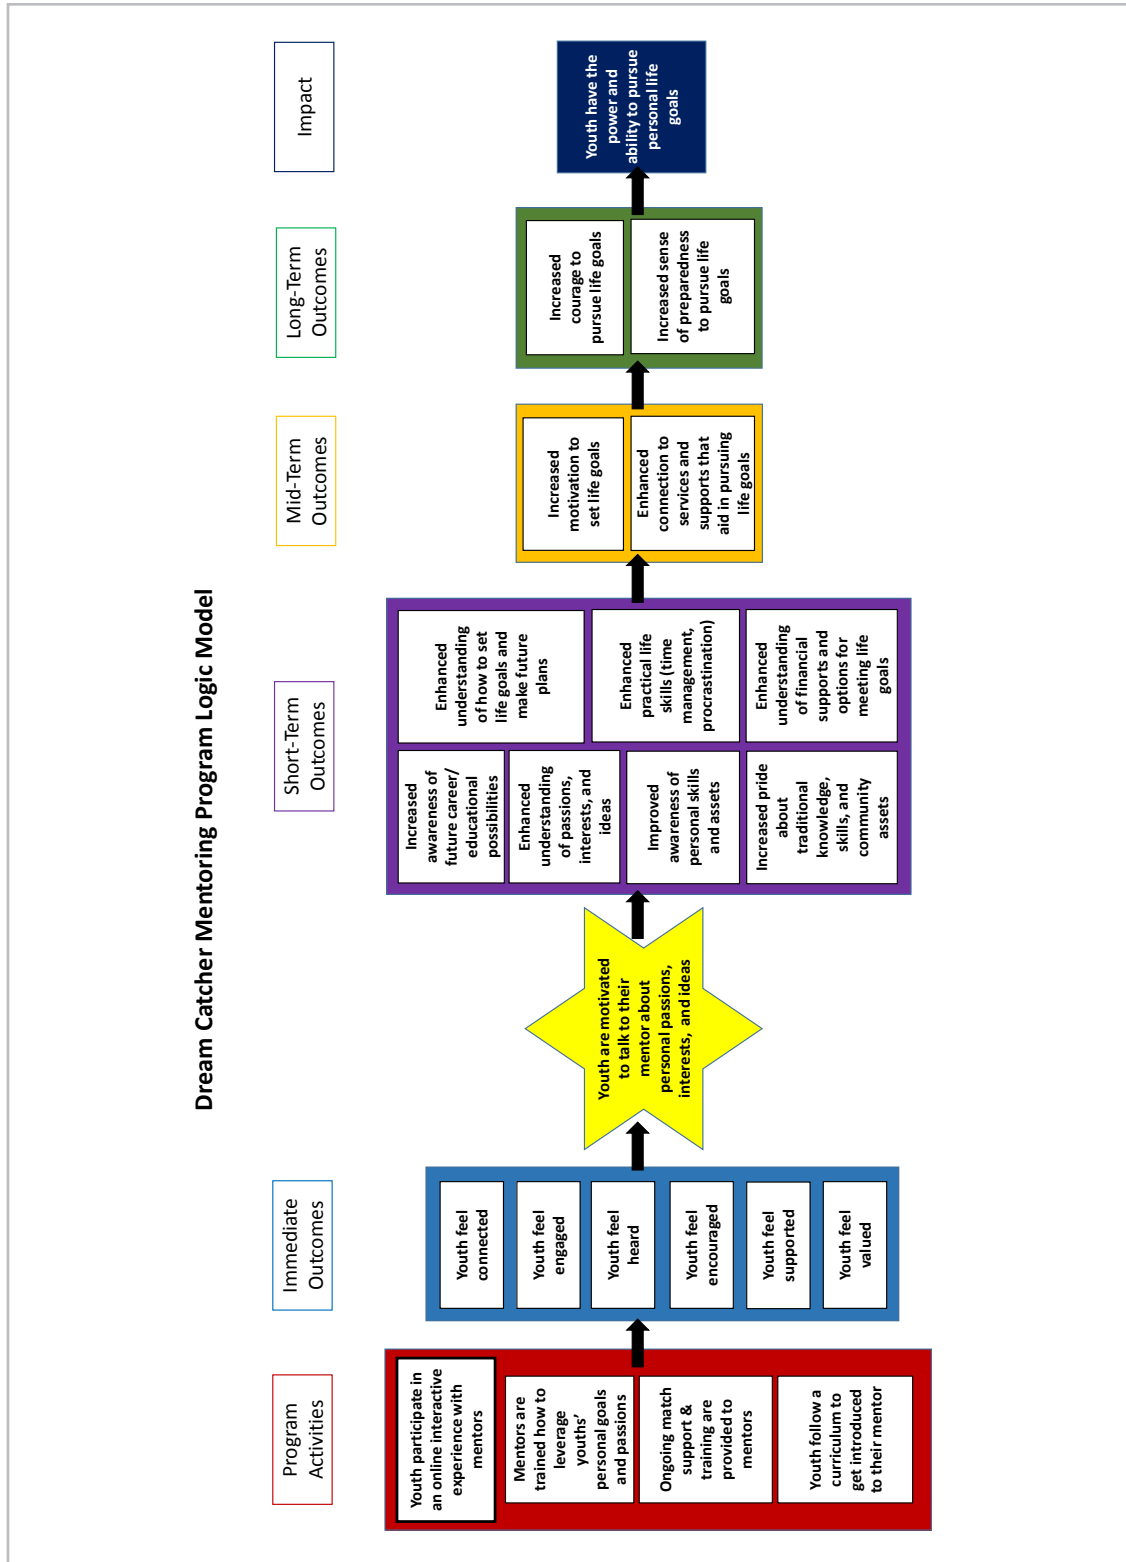 Dream Catcher Mentoring Program Logic Model
Program
Activities
Immediate
Outcomes
Short-Term
Outcomes
Mid-Term
Outcomes
Long-Term
Outcomes
Impact
Youth participate in
an online interactive
experience with
mentors
Mentors are
trained how to
leverage
youths’
personal goals
and passions
Ongoing match
support &
training are
provided to
mentors
Youth follow a
curriculum to
get introduced
to their mentor
Youth feel
connected
Youth feel
engaged
Youth feel
heard
Youth feel
encouraged
Youth feel
supported
Youth feel
valued
Youth are motivated
to talk to their
mentor about
personal passions,
interests, and ideas
Increased
awareness of
future career/
educational
possibilities
Enhanced
understanding
of passions,
interests, and
ideas
Improved
awareness of
personal skills
and assets
Increased pride
about
traditional
knowledge,
skills, and
community
assets
Enhanced
understanding
of how to set
life goals and
make future
plans
Enhanced
practical life
skills (time
management,
procrastination)
Enhanced
understanding
of financial
supports and
options for
meeting life
goals
Increased
motivation to
set life goals
Enhanced
connection to
services and
supports that
aid in pursuing
life goals
Increased
courage to
pursue life goals
Increased sense
of preparedness
to pursue life
goals
Youth have the
power and
ability to pursue
personal life
goals